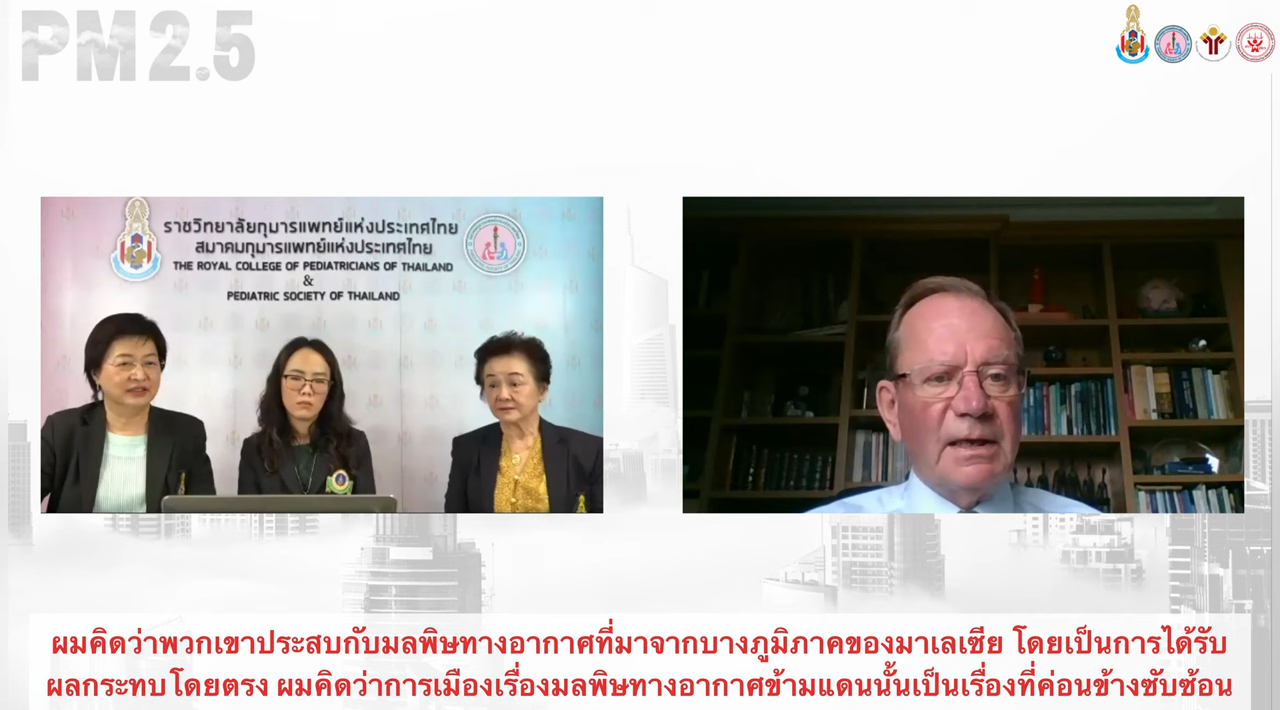 PM2.5
ราชวิทยาลัยกุมารแพทย์แห่งประเทศไทย
สมาคมกุมารแพทย์แห่งประเทศไทย
THE ROYAL COLLEGE OF PEDIATRICIANS OF THAILAND
&
PEDIATRIC SOCIETY OF THAILAND
ผมคิดว่าพวกเขาประสบกับมลพิษทางอากาศที่มาจากบางภูมิภาคของมาเลเซีย โดยเป็นการได้รับ
ผลกระทบโดยตรง ผมคิดว่าการเมืองเรื่องมลพิษทางอากาศข้ามแดนนั้นเป็นเรื่องที่ค่อนข้างซับซ้อน